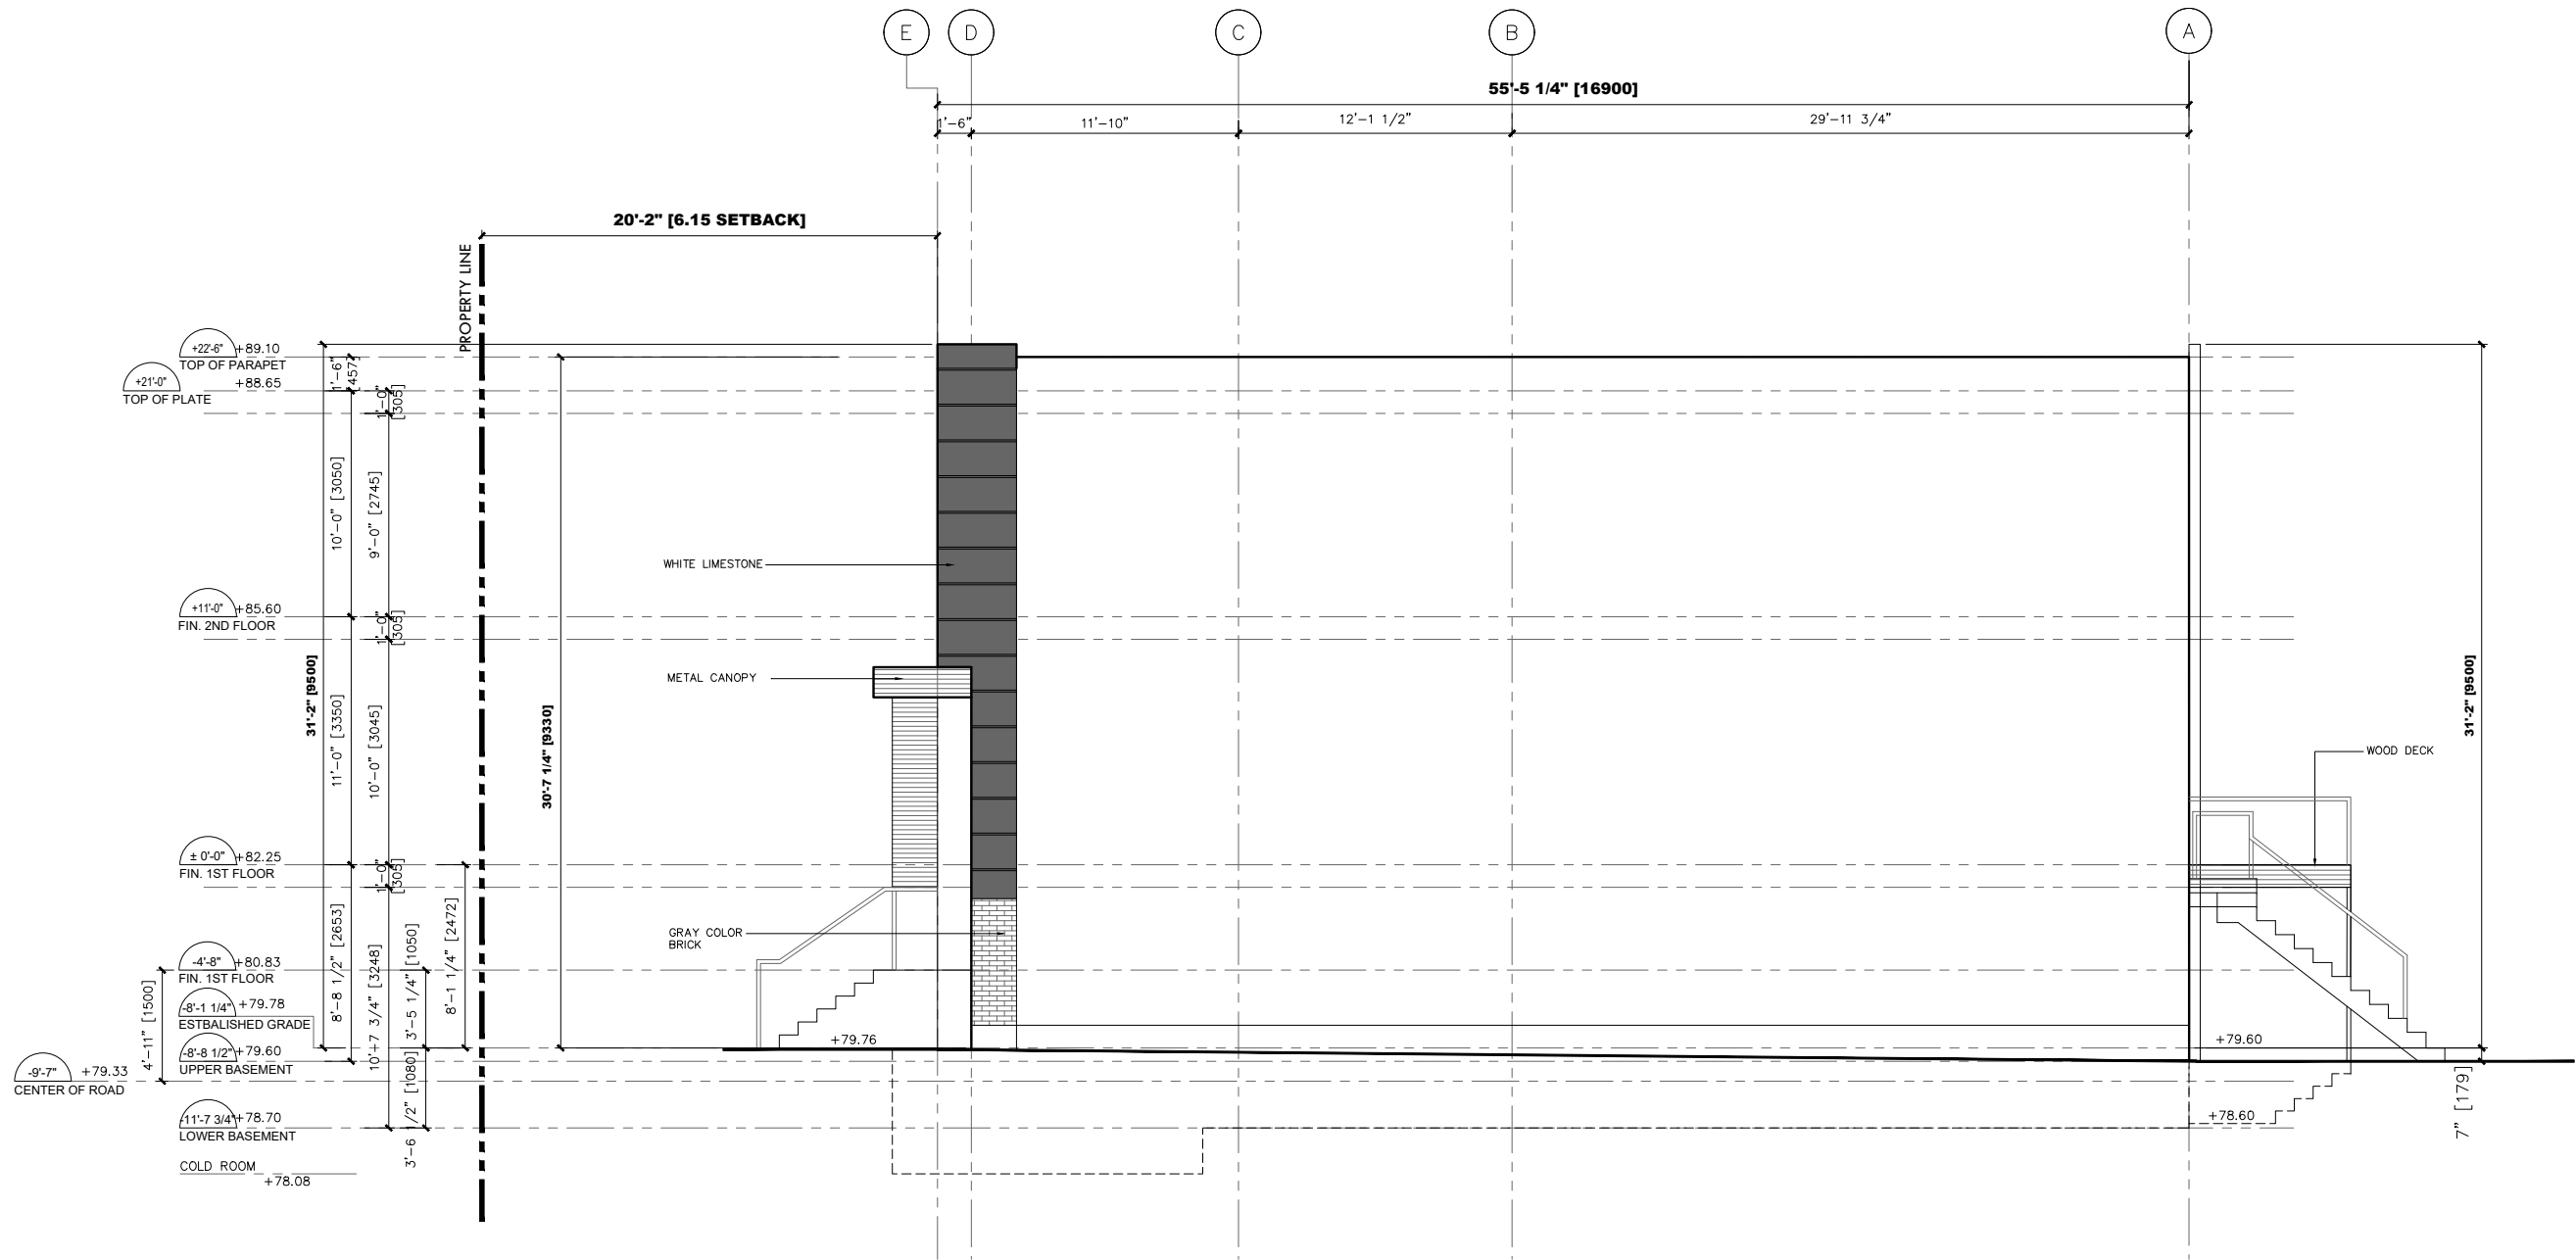 E
D
C
B
A
55'-5 1/4" [16900]
1'-6"
11'-10"
12'-1 1/2"
29'-11 3/4"
20'-2" [6.15 SETBACK]
PROPERTY LINE
+22'-6" +89.10
TOP OF PARAPET
+21'-0" +88.65
TOP OF PLATE
1'-6"
[457]
1'-0"
[305]
10'-0" [3050]
9'-0" [2745]
WHITE LIMESTONE
+11'-0" +85.60
FIN. 2ND FLOOR
1'-0"
[305]
31'-2" [9500]
11'-0" [3350]
10'-0" [3045]
30'-7 1/4" [9330]
METAL CANOPY
31'-2" [9500]
WOOD DECK
± 0'-0" +82.25
FIN. 1ST FLOOR
1'-0"
[305]
8'-8 1/2" [2653]
10'+7 3/4" [3248]
3'-5 1/4" [1050]
8'-1 1/4" [2472]
GRAY COLOR
BRICK
-4'-8" +80.83
FIN. 1ST FLOOR
4'-11" [1500]
-8'-1 1/4" +79.78
ESTBALISHED GRADE
+79.76
+79.60
-8'-8 1/2" +79.60
UPPER BASEMENT
-9'-7" +79.33
CENTER OF ROAD
3'-6 1/2" [1080]
7" [179]
-11'-7 3/4" +78.70
LOWER BASEMENT
+78.60
COLD ROOM
+78.08